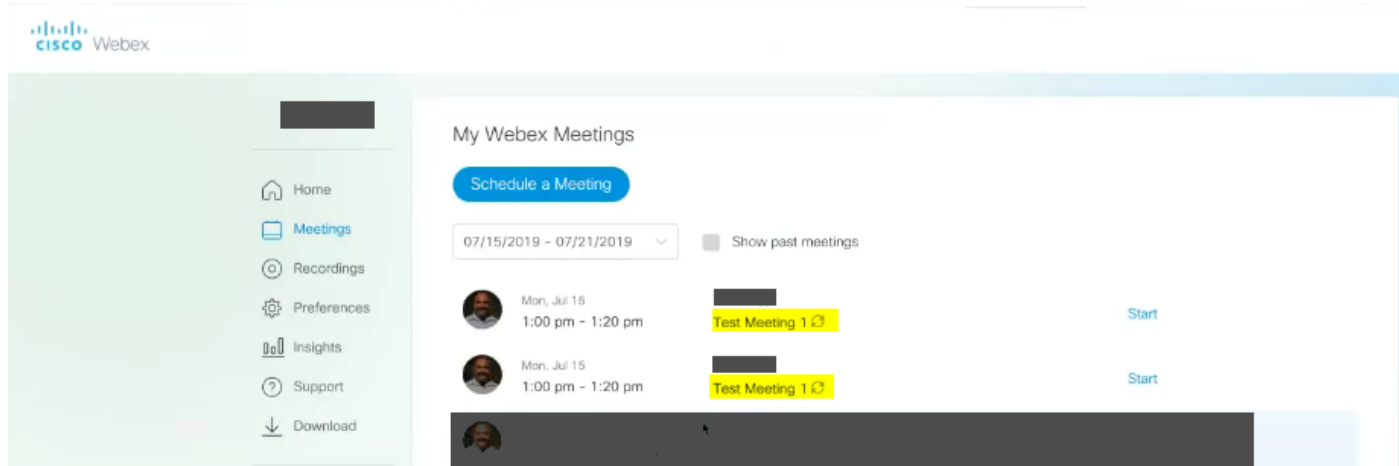 CISCO Webex
My Webex Meetings
Schedule a Meeting
Home
Meetings
Recordings
Preferences
Insights
Support
Download
07/15/2019 - 07/21/2019
Show past meetings
Mon, Jul 15
1:00 pm - 1:20 pm
Test Meeting 1
Start
Mon, Jul 15
1:00 pm - 1:20 pm
Test Meeting 1
Start